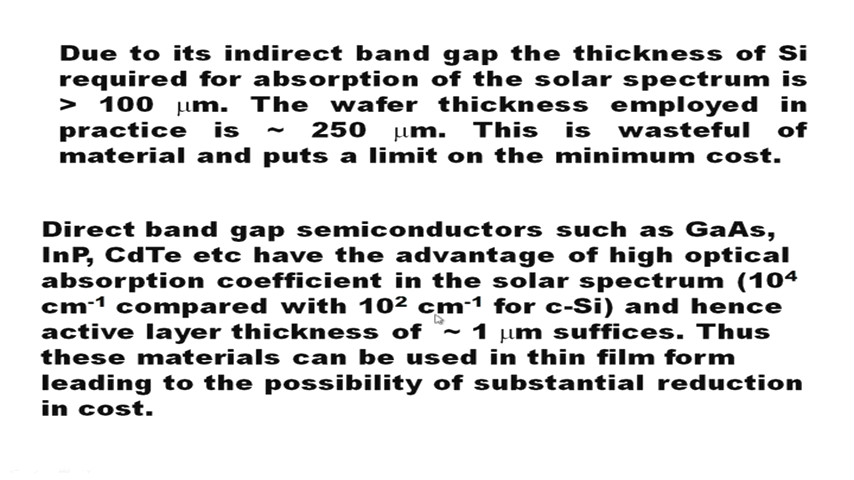 Due to its indirect band gap the thickness of Si
required for absorption of the solar spectrum is
> 100 μm. The wafer thickness employed in
practice is ~ 250 μm. This is wasteful of
material and puts a limit on the minimum cost.
Direct band gap semiconductors such as GaAs,
InP, CdTe etc have the advantage of high optical
absorption coefficient in the solar spectrum (10⁴
cm⁻¹ compared with 10² cm⁻¹ for c-Si) and hence
active layer thickness of ~ 1 μm suffices. Thus
these materials can be used in thin film form
leading to the possibility of substantial reduction
in cost.